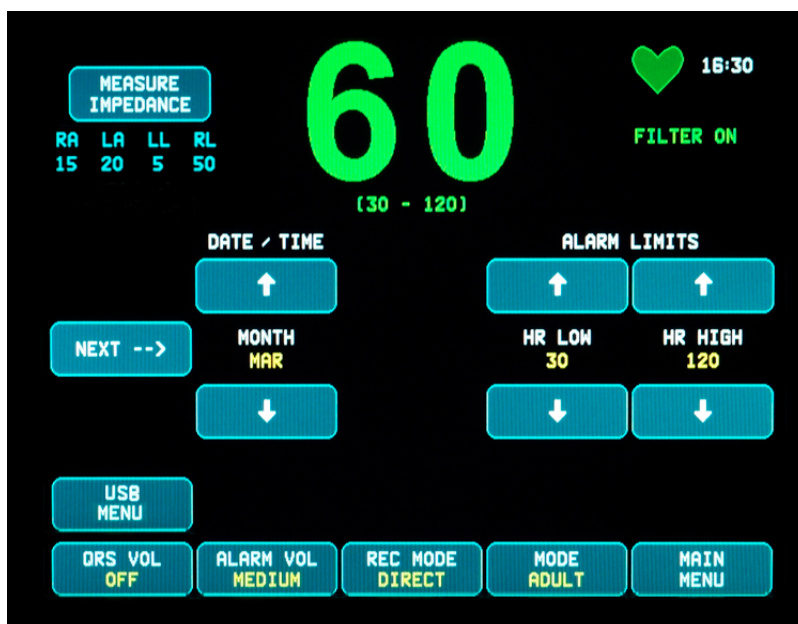 MEASURE
IMPEDANCE
RA LA LL RL
15 20 5 50
60
(30 - 120)
16:30
FILTER ON
DATE / TIME
ALARM LIMITS
NEXT -->
MONTH
MAR
HR LOW
30
HR HIGH
120
USB
MENU
QRS VOL
OFF
ALARM VOL
MEDIUM
REC MODE
DIRECT
MODE
ADULT
MAIN
MENU